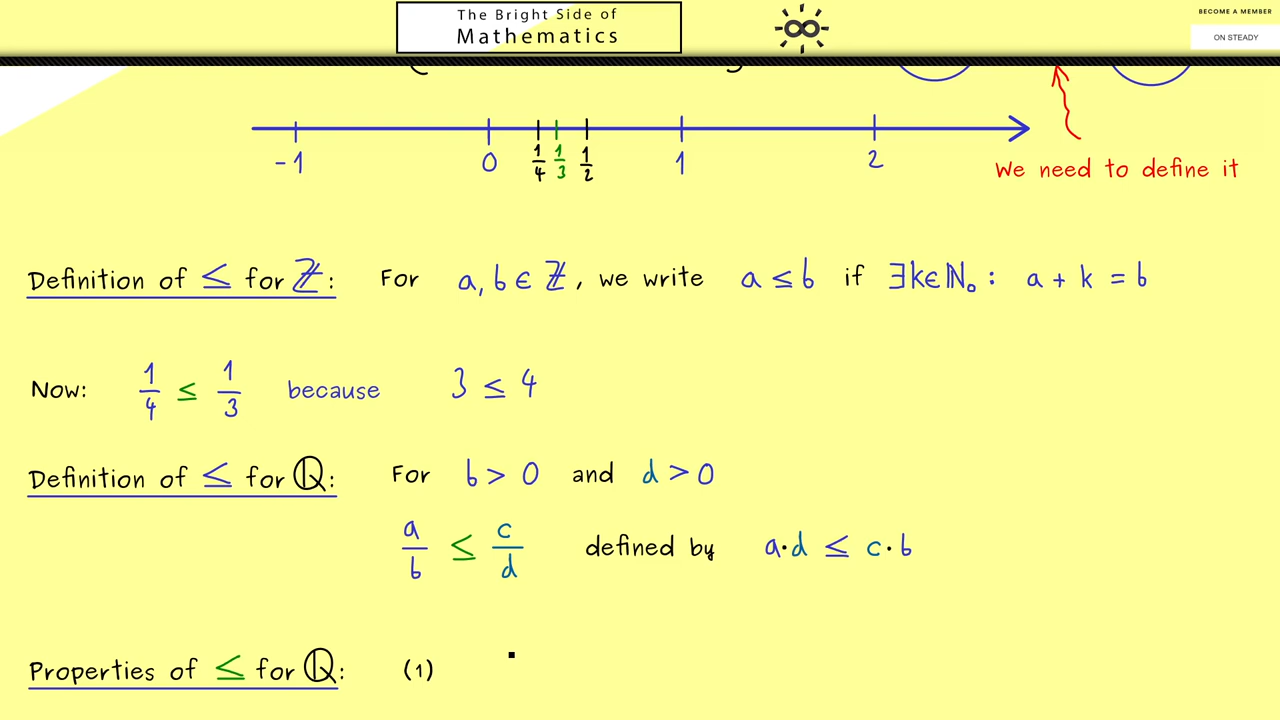 The Bright Side of
Mathematics
BECOME A MEMBER
ON STEADY
-1 0 1/4 1/3 1/2 1 2
We need to define it
Definition of ≤ for ℤ: For a, b ∈ ℤ, we write a ≤ b if ∃k∈ℕ₀: a + k = b
Now: 1/4 ≤ 1/3 because 3 ≤ 4
Definition of ≤ for ℚ: For b > 0 and d > 0
a/b ≤ c/d defined by a·d ≤ c·b
Properties of ≤ for ℚ: (1)